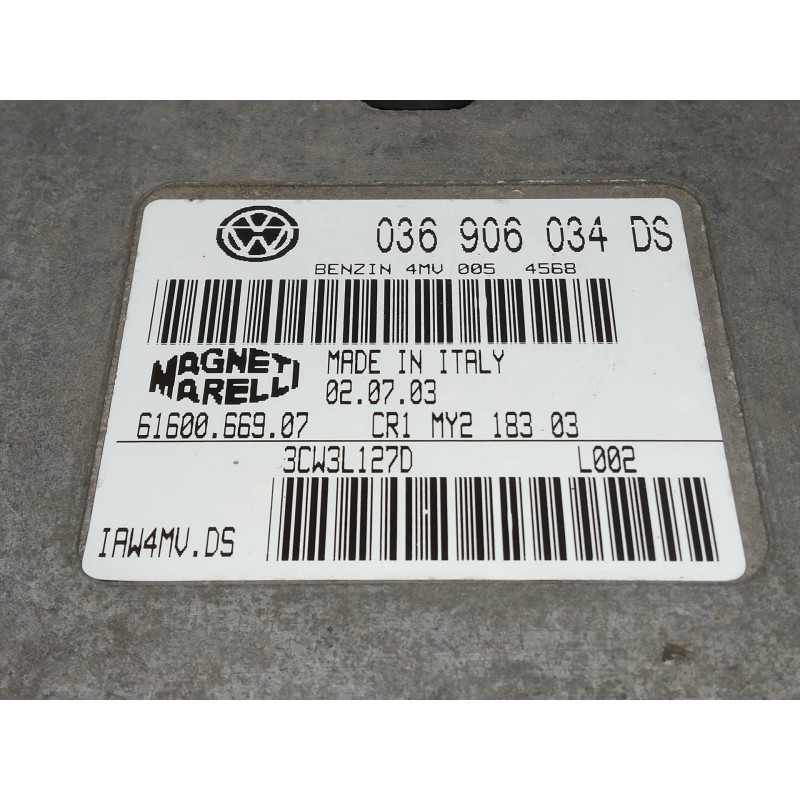 036 906 034 DS
BENZIN 4MV 005 4568
MAGNETI MARELLI
MADE IN ITALY
02.07.03
61600.669.07 CR1 MY2 183 03
3CW3L127D L002
IAW4MV.DS